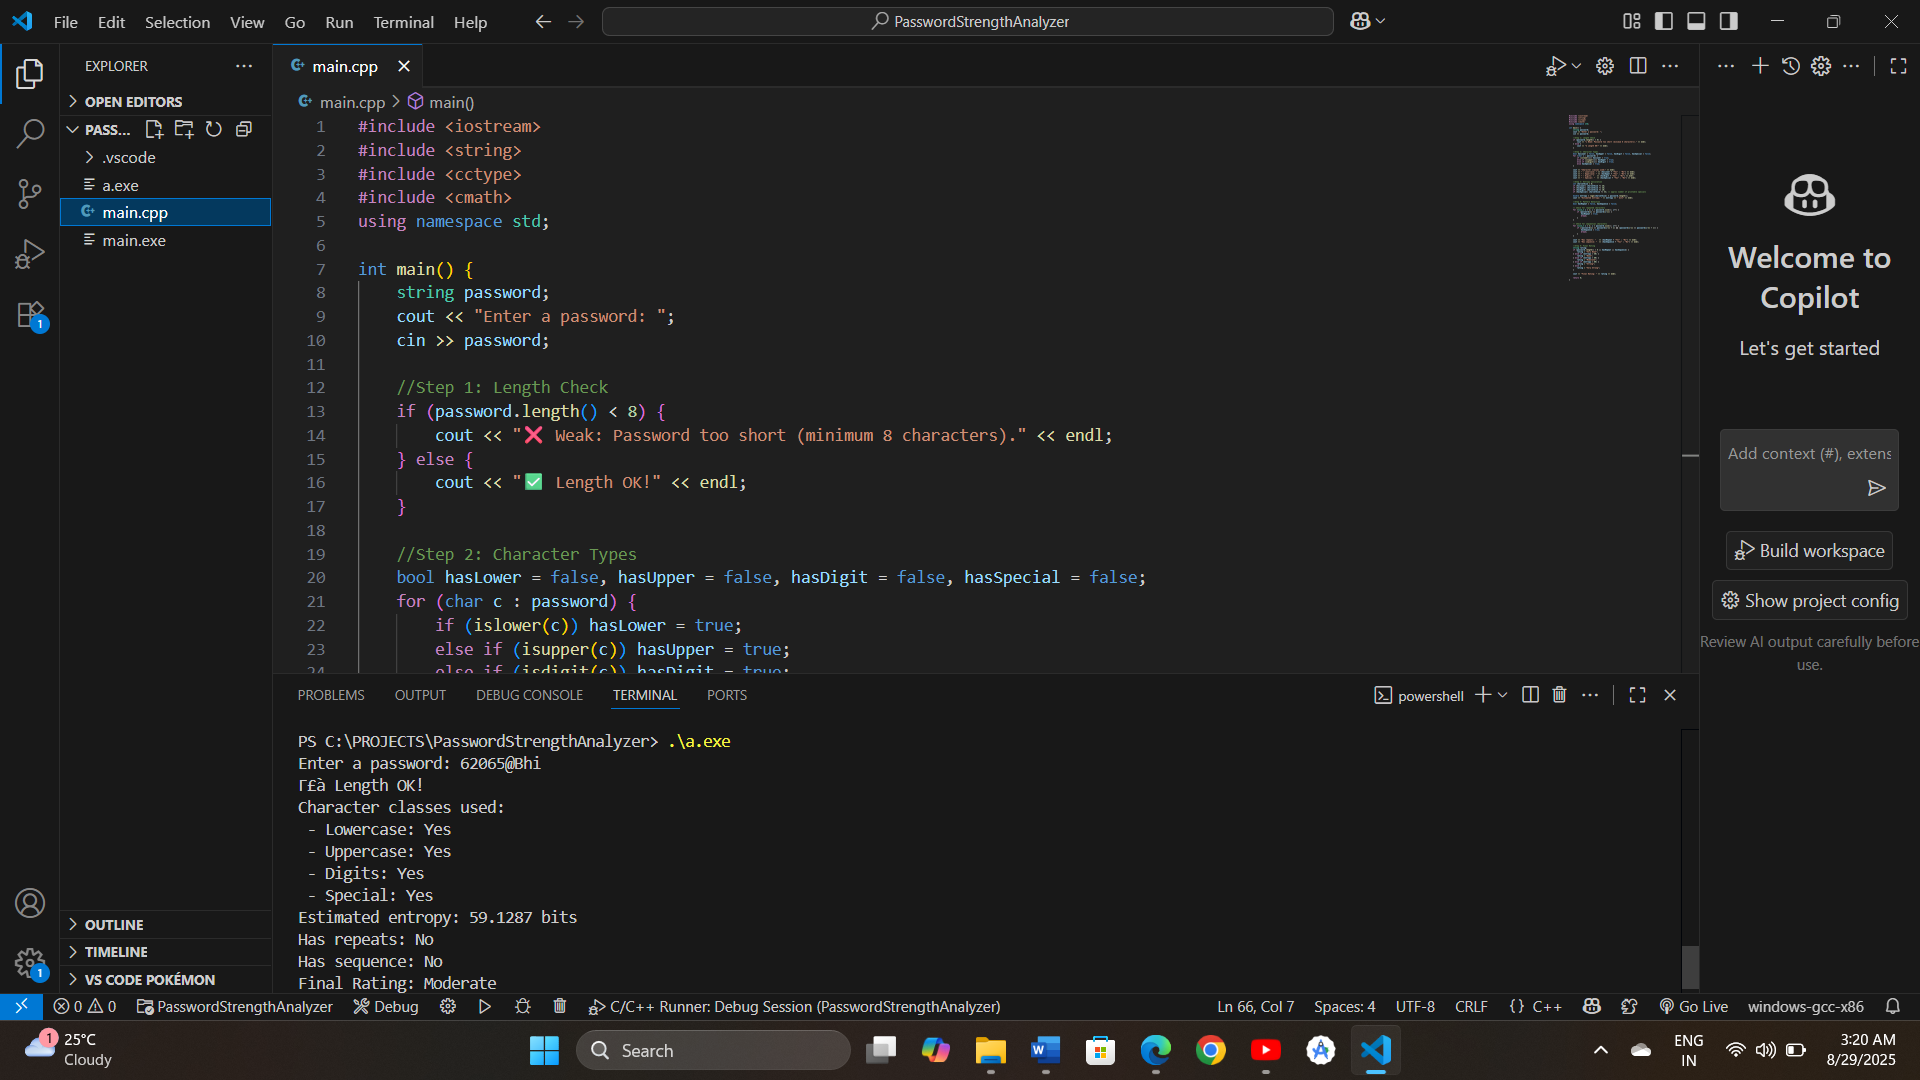 File Edit Selection View Go Run Terminal Help
PasswordStrengthAnalyzer
EXPLORER
OPEN EDITORS
PASS...
.vscode
a.exe
main.cpp
main.exe
OUTLINE
TIMELINE
VS CODE POKÉMON
1
1
main.cpp
main.cpp > main()
1 #include <iostream>
2 #include <string>
3 #include <cctype>
4 #include <cmath>
5 using namespace std;
6
7 int main() {
8 string password;
9 cout << "Enter a password: ";
10 cin >> password;
11
12 //Step 1: Length Check
13 if (password.length() < 8) {
14 cout << "❌ Weak: Password too short (minimum 8 characters)." << endl;
15 } else {
16 cout << "✅ Length OK!" << endl;
17 }
18
19 //Step 2: Character Types
20 bool hasLower = false, hasUpper = false, hasDigit = false, hasSpecial = false;
21 for (char c : password) {
22 if (islower(c)) hasLower = true;
23 else if (isupper(c)) hasUpper = true;
24 else if (isdigit(c)) hasDigit = true;
PROBLEMS OUTPUT DEBUG CONSOLE TERMINAL PORTS
powershell
PS C:\PROJECTS\PasswordStrengthAnalyzer> .\a.exe
Enter a password: 62065@Bhi
Γ£à Length OK!
Character classes used:
- Lowercase: Yes
- Uppercase: Yes
- Digits: Yes
- Special: Yes
Estimated entropy: 59.1287 bits
Has repeats: No
Has sequence: No
Final Rating: Moderate
Welcome to
Copilot
Let's get started
Add context (#), extens
Build workspace
Show project config
Review AI output carefully before
use.
0 0 PasswordStrengthAnalyzer Debug C/C++ Runner: Debug Session (PasswordStrengthAnalyzer) Ln 66, Col 7 Spaces: 4 UTF-8 CRLF {} C++ Go Live windows-gcc-x86
1
25°C
Cloudy
Search
ENG
IN
3:20 AM
8/29/2025